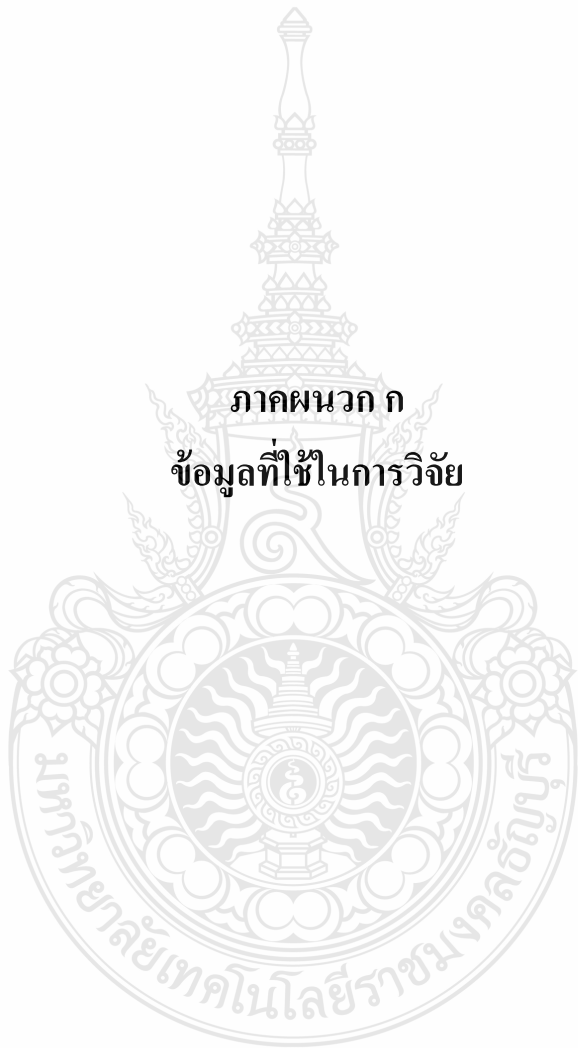 ภาคผนวก ก
ข้อมูลที่ใช้ในการวิจัย
มหาวิทยาลัยเทคโนโลยีราชมงคลธัญบุรี